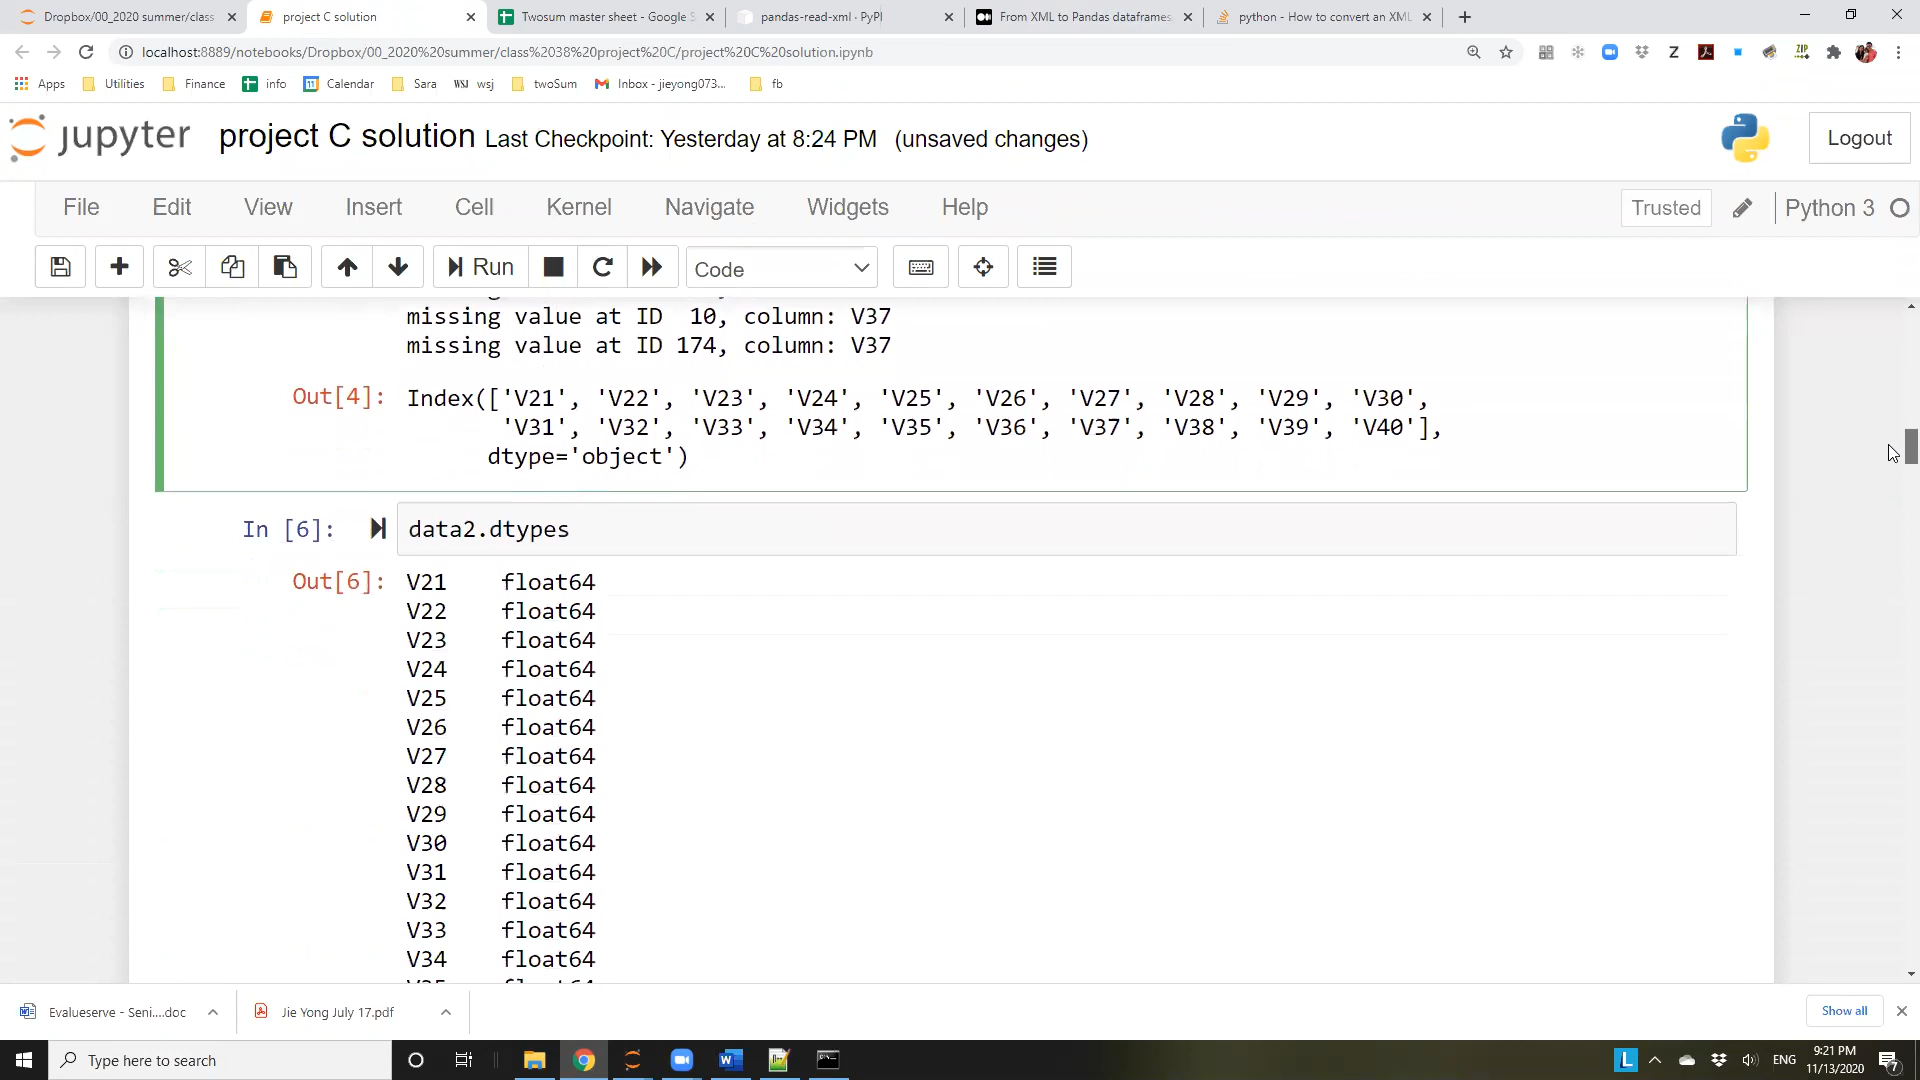 Dropbox/00_2020 summer/class
project C solution
Twosum master sheet - Google S
pandas-read-xml · PyPI
From XML to Pandas dataframes,
python - How to convert an XML
localhost:8889/notebooks/Dropbox/00_2020%20summer/class%2038%20project%20C/project%20C%20solution.ipynb
Apps
Utilities
Finance
info
Calendar
Sara
WSJ wsj
twoSum
Inbox - jieyong073...
fb
jupyter project C solution Last Checkpoint: Yesterday at 8:24 PM (unsaved changes)
Logout
File Edit View Insert Cell Kernel Navigate Widgets Help
Trusted
Python 3
Run
Code
missing value at ID  10, column: V37
missing value at ID 174, column: V37
Out[4]: Index(['V21', 'V22', 'V23', 'V24', 'V25', 'V26', 'V27', 'V28', 'V29', 'V30',
'V31', 'V32', 'V33', 'V34', 'V35', 'V36', 'V37', 'V38', 'V39', 'V40'],
dtype='object')
In [6]: data2.dtypes
Out[6]: V21    float64
V22    float64
V23    float64
V24    float64
V25    float64
V26    float64
V27    float64
V28    float64
V29    float64
V30    float64
V31    float64
V32    float64
V33    float64
V34    float64
Evalueserve - Seni....doc
Jie Yong July 17.pdf
Show all
Type here to search
L
ENG
9:21 PM
11/13/2020
7